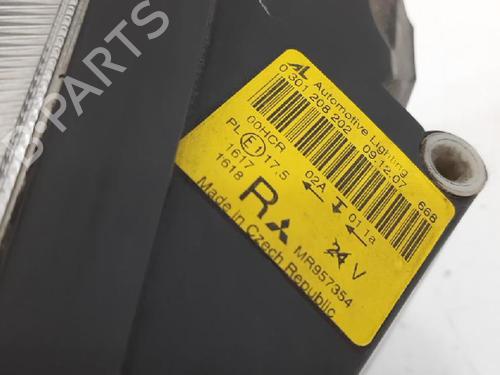 AL Automotive Lighting
0 301 208 202 09.12.07 668
00HCR
PL E1 17.5 02A 01 1a
1617
1618
R 24 V
MR957354
Made in Czech Republic
B-PARTS